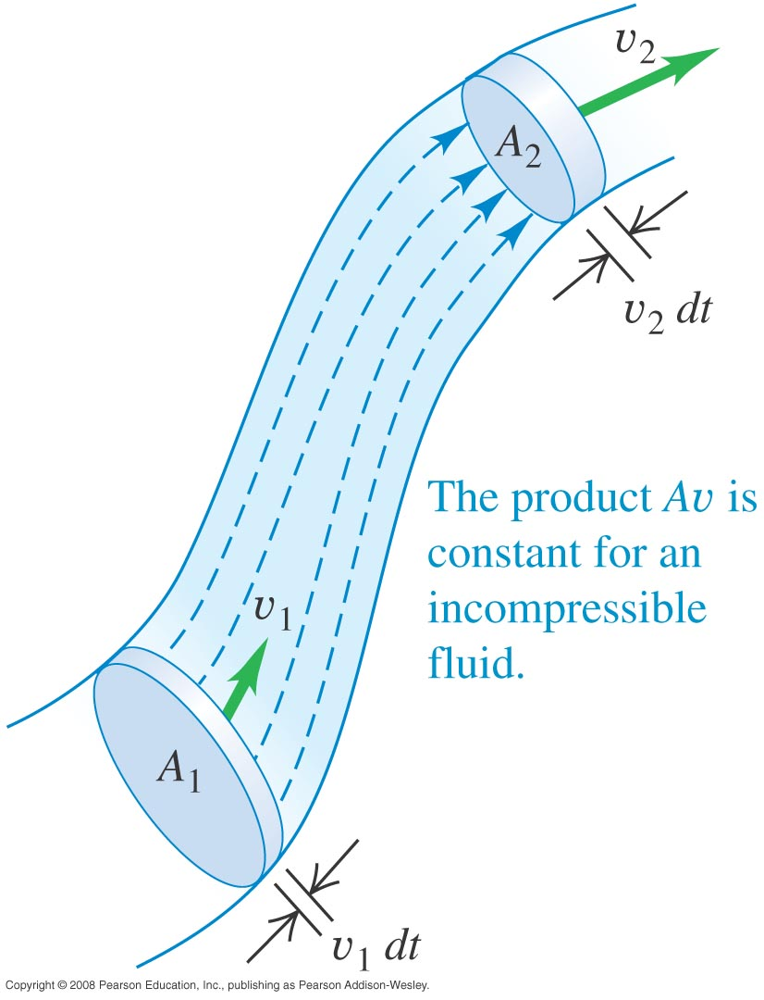 v2
A2
v2 dt
The product Av is
constant for an
incompressible
fluid.
v1
A1
v1 dt
Copyright © 2008 Pearson Education, Inc., publishing as Pearson Addison-Wesley.